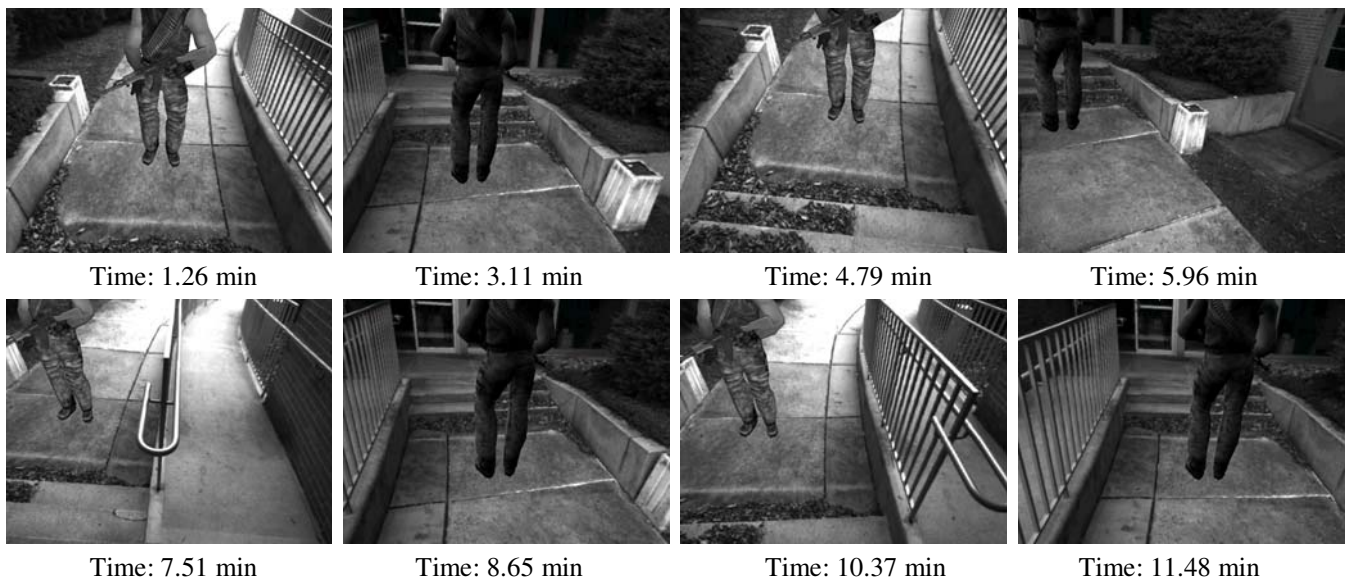 Time: 1.26 min
Time: 3.11 min
Time: 4.79 min
Time: 5.96 min
Time: 7.51 min
Time: 8.65 min
Time: 10.37 min
Time: 11.48 min